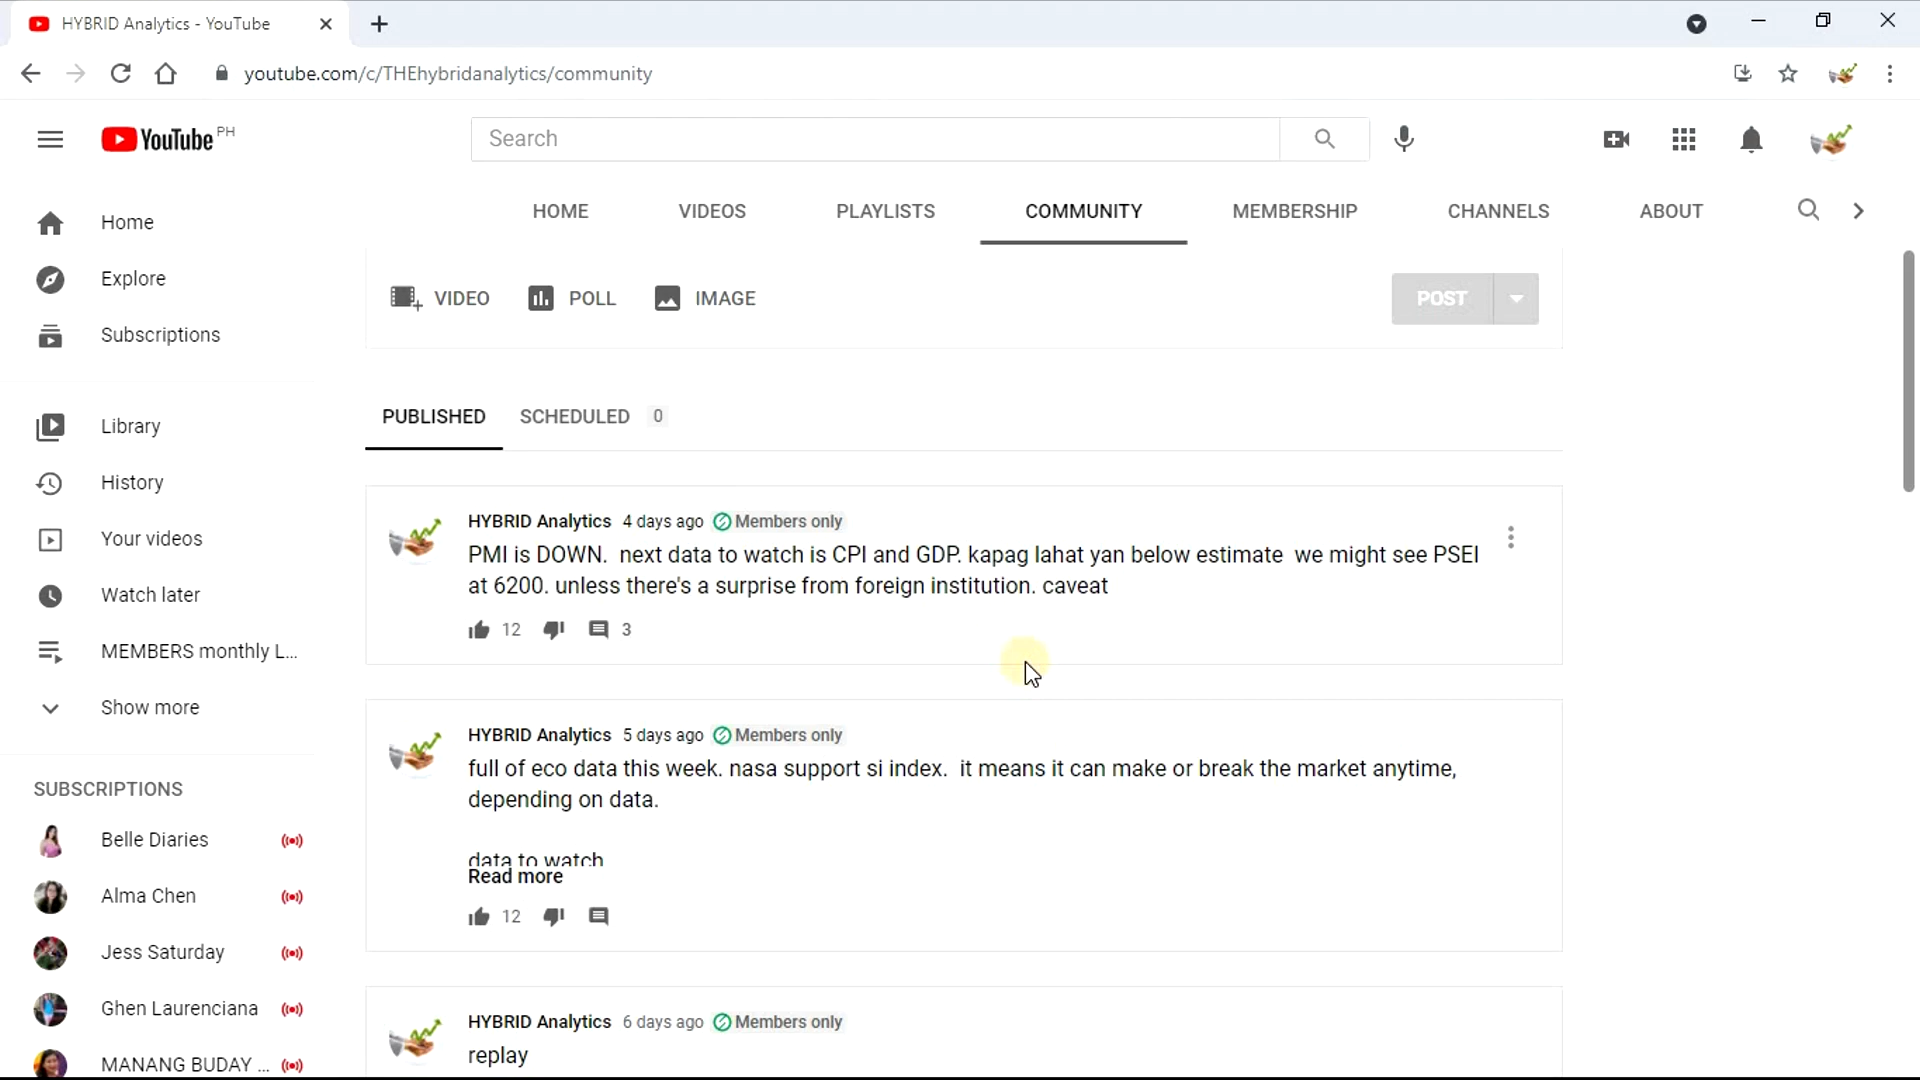 HYBRID Analytics - YouTube
youtube.com/c/THEhybridanalytics/community
YouTube PH
Search
HOME VIDEOS PLAYLISTS COMMUNITY MEMBERSHIP CHANNELS ABOUT
Home
Explore
Subscriptions
Library
History
Your videos
Watch later
MEMBERS monthly L...
Show more
SUBSCRIPTIONS
Belle Diaries
Alma Chen
Jess Saturday
Ghen Laurenciana
MANANG BUDAY ...
VIDEO POLL IMAGE POST
PUBLISHED SCHEDULED 0
HYBRID Analytics 4 days ago Members only
PMI is DOWN. next data to watch is CPI and GDP. kapag lahat yan below estimate we might see PSEI
at 6200. unless there's a surprise from foreign institution. caveat
12 3
HYBRID Analytics 5 days ago Members only
full of eco data this week. nasa support si index. it means it can make or break the market anytime,
depending on data.
data to watch
Read more
12
HYBRID Analytics 6 days ago Members only
replay